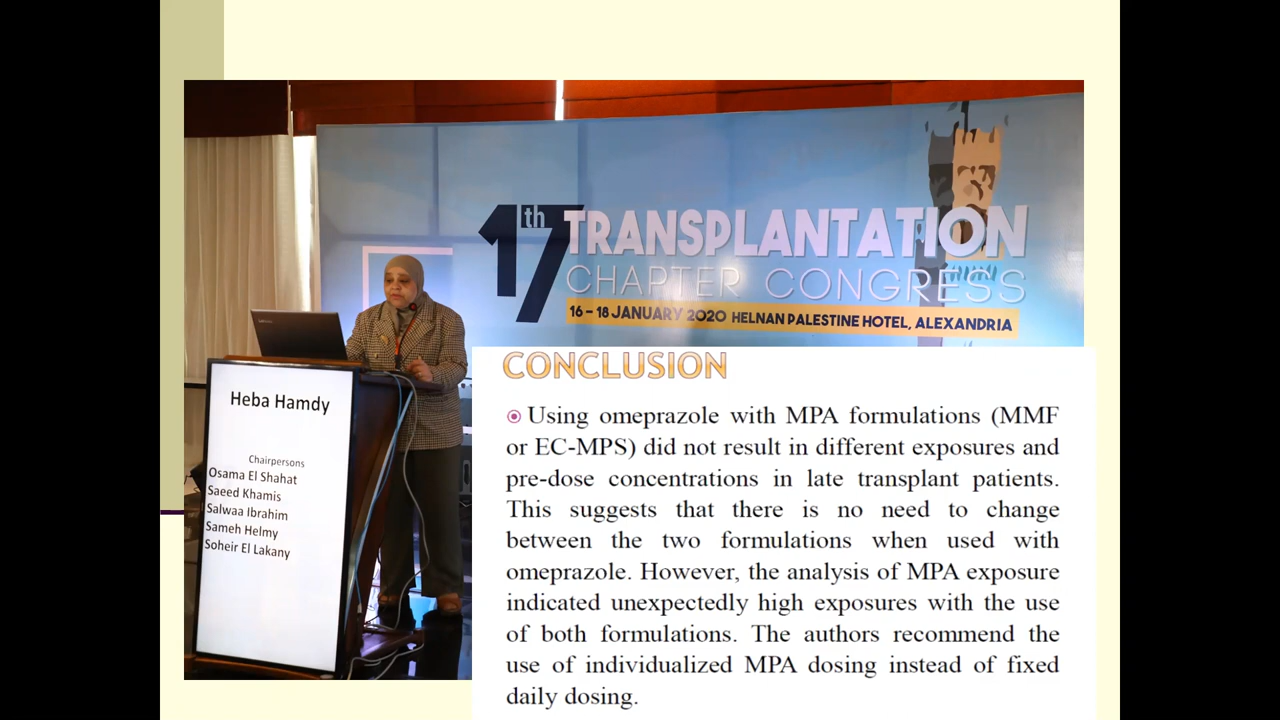 17th TRANSPLANTATION
CHAPTER CONGRESS
16 – 18 JANUARY 2020 HELNAN PALESTINE HOTEL, ALEXANDRIA
Heba Hamdy
Chairpersons
Osama El Shahat
Saeed Khamis
Salwaa Ibrahim
Sameh Helmy
Soheir El Lakany
CONCLUSION
Using omeprazole with MPA formulations (MMF
or EC-MPS) did not result in different exposures and
pre-dose concentrations in late transplant patients.
This suggests that there is no need to change
between the two formulations when used with
omeprazole. However, the analysis of MPA exposure
indicated unexpectedly high exposures with the use
of both formulations. The authors recommend the
use of individualized MPA dosing instead of fixed
daily dosing.